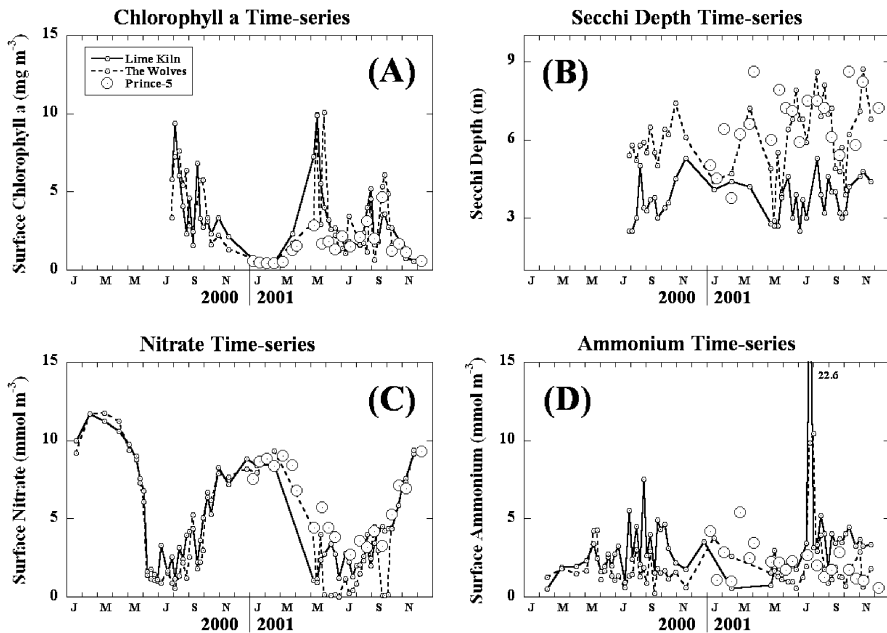 Chlorophyll a Time-series
Surface Chlorophyll a (mg m-3)
15
10
5
0
Lime Kiln
The Wolves
Prince-5
(A)
J M M J S N J M M J S N
2000 2001
Secchi Depth Time-series
Secchi Depth (m)
9
6
3
(B)
J M M J S N J M M J S N
2000 2001
Nitrate Time-series
Surface Nitrate (mmol m-3)
15
10
5
0
(C)
J M M J S N J M M J S N
2000 2001
Ammonium Time-series
Surface Ammonium (mmol m-3)
15
10
5
0
22.6
(D)
J M M J S N J M M J S N
2000 2001